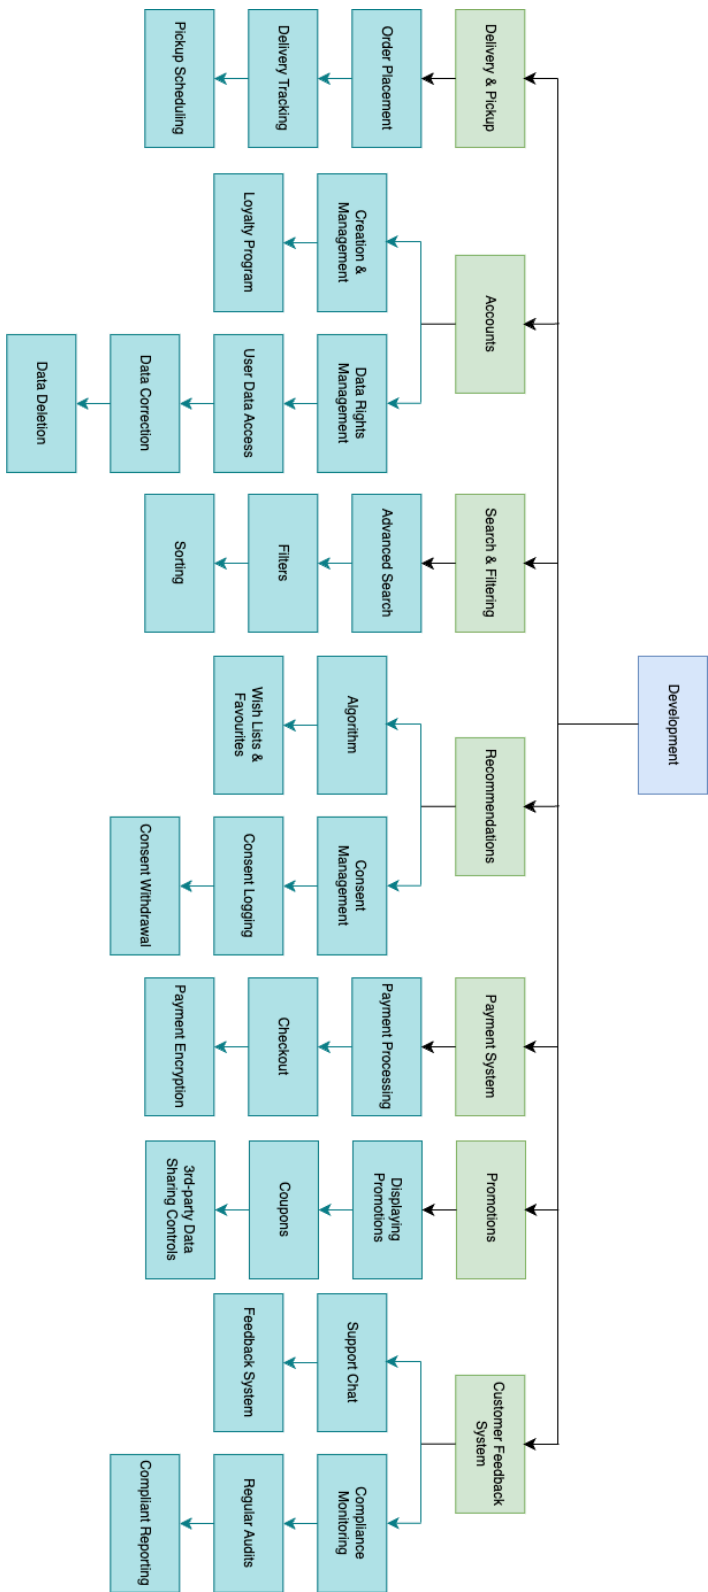 Development
Delivery & Pickup
Order Placement
Delivery Tracking
Pickup Scheduling
Accounts
Creation &
Management
Loyalty Program
Data Rights
Management
User Data Access
Data Correction
Data Deletion
Search & Filtering
Advanced Search
Filters
Sorting
Recommendations
Algorithm
Wish Lists &
Favourites
Consent
Management
Consent Logging
Consent Withdrawal
Payment System
Payment Processing
Checkout
Payment Encryption
Promotions
Displaying
Promotions
Coupons
3rd-party Data
Sharing Controls
Customer Feedback
System
Support Chat
Feedback System
Compliance
Monitoring
Regular Audits
Compliant Reporting